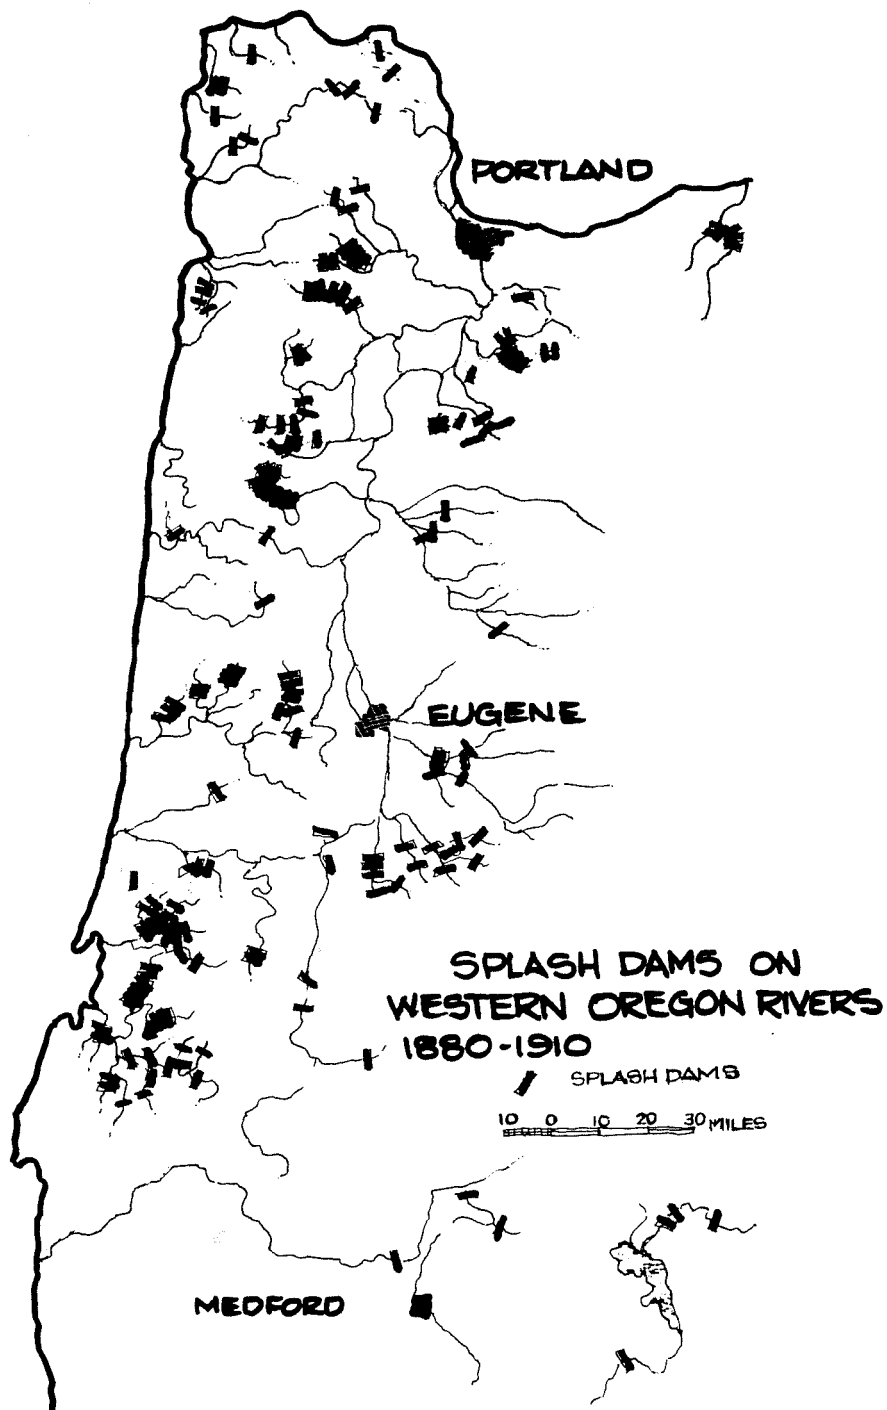 PORTLAND
EUGENE
SPLASH DAMS ON
WESTERN OREGON RIVERS
1880-1910
SPLASH DAMS
10 0 10 20 30 MILES
MEDFORD